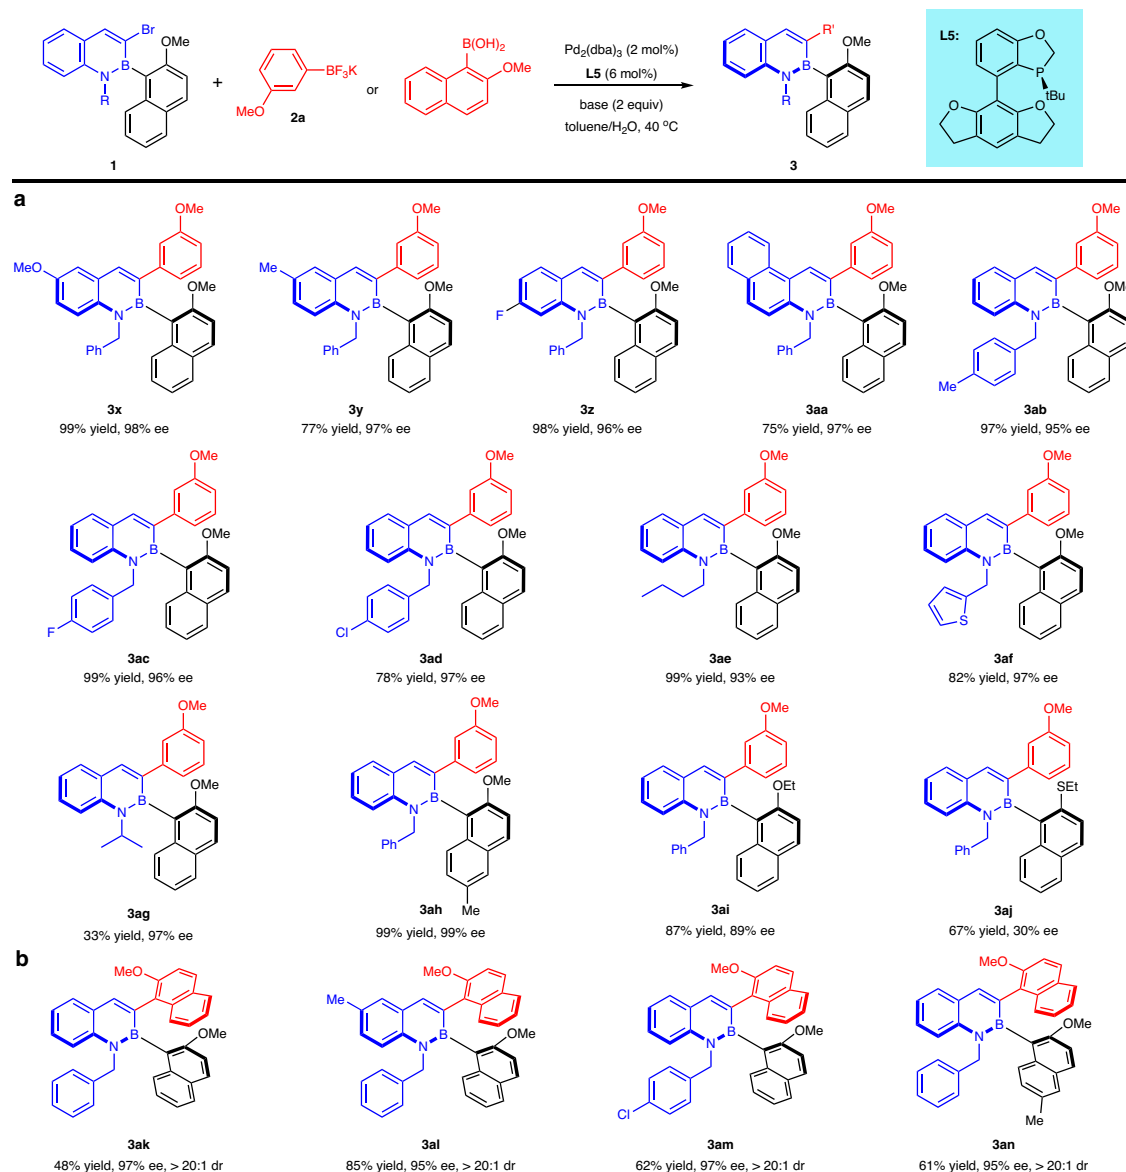 Br
OMe
B
N
R
1
+
BF3K
MeO
2a
or
B(OH)2
OMe
Pd2(dba)3 (2 mol%)
L5 (6 mol%)
base (2 equiv)
toluene/H2O, 40 oC
R'
OMe
B
N
R
3
L5:
O
P
tBu
O
O
a
OMe
MeO
OMe
B
N
Ph
3x
99% yield, 98% ee
OMe
Me
OMe
B
N
Ph
3y
77% yield, 97% ee
OMe
OMe
F
B
N
Ph
3z
98% yield, 96% ee
OMe
OMe
B
N
Ph
3aa
75% yield, 97% ee
OMe
OMe
B
N
Me
3ab
97% yield, 95% ee
OMe
OMe
B
N
F
3ac
99% yield, 96% ee
OMe
OMe
B
N
Cl
3ad
78% yield, 97% ee
OMe
OMe
B
N
3ae
99% yield, 93% ee
OMe
OMe
B
N
S
3af
82% yield, 97% ee
OMe
OMe
B
N
3ag
33% yield, 97% ee
OMe
OMe
B
N
Ph
Me
3ah
99% yield, 99% ee
OMe
OEt
B
N
Ph
3ai
87% yield, 89% ee
OMe
SEt
B
N
Ph
3aj
67% yield, 30% ee
b
MeO
OMe
B
N
3ak
48% yield, 97% ee, > 20:1 dr
MeO
Me
OMe
B
N
3al
85% yield, 95% ee, > 20:1 dr
MeO
OMe
B
N
Cl
3am
62% yield, 97% ee, > 20:1 dr
MeO
OMe
B
N
Me
3an
61% yield, 95% ee, > 20:1 dr